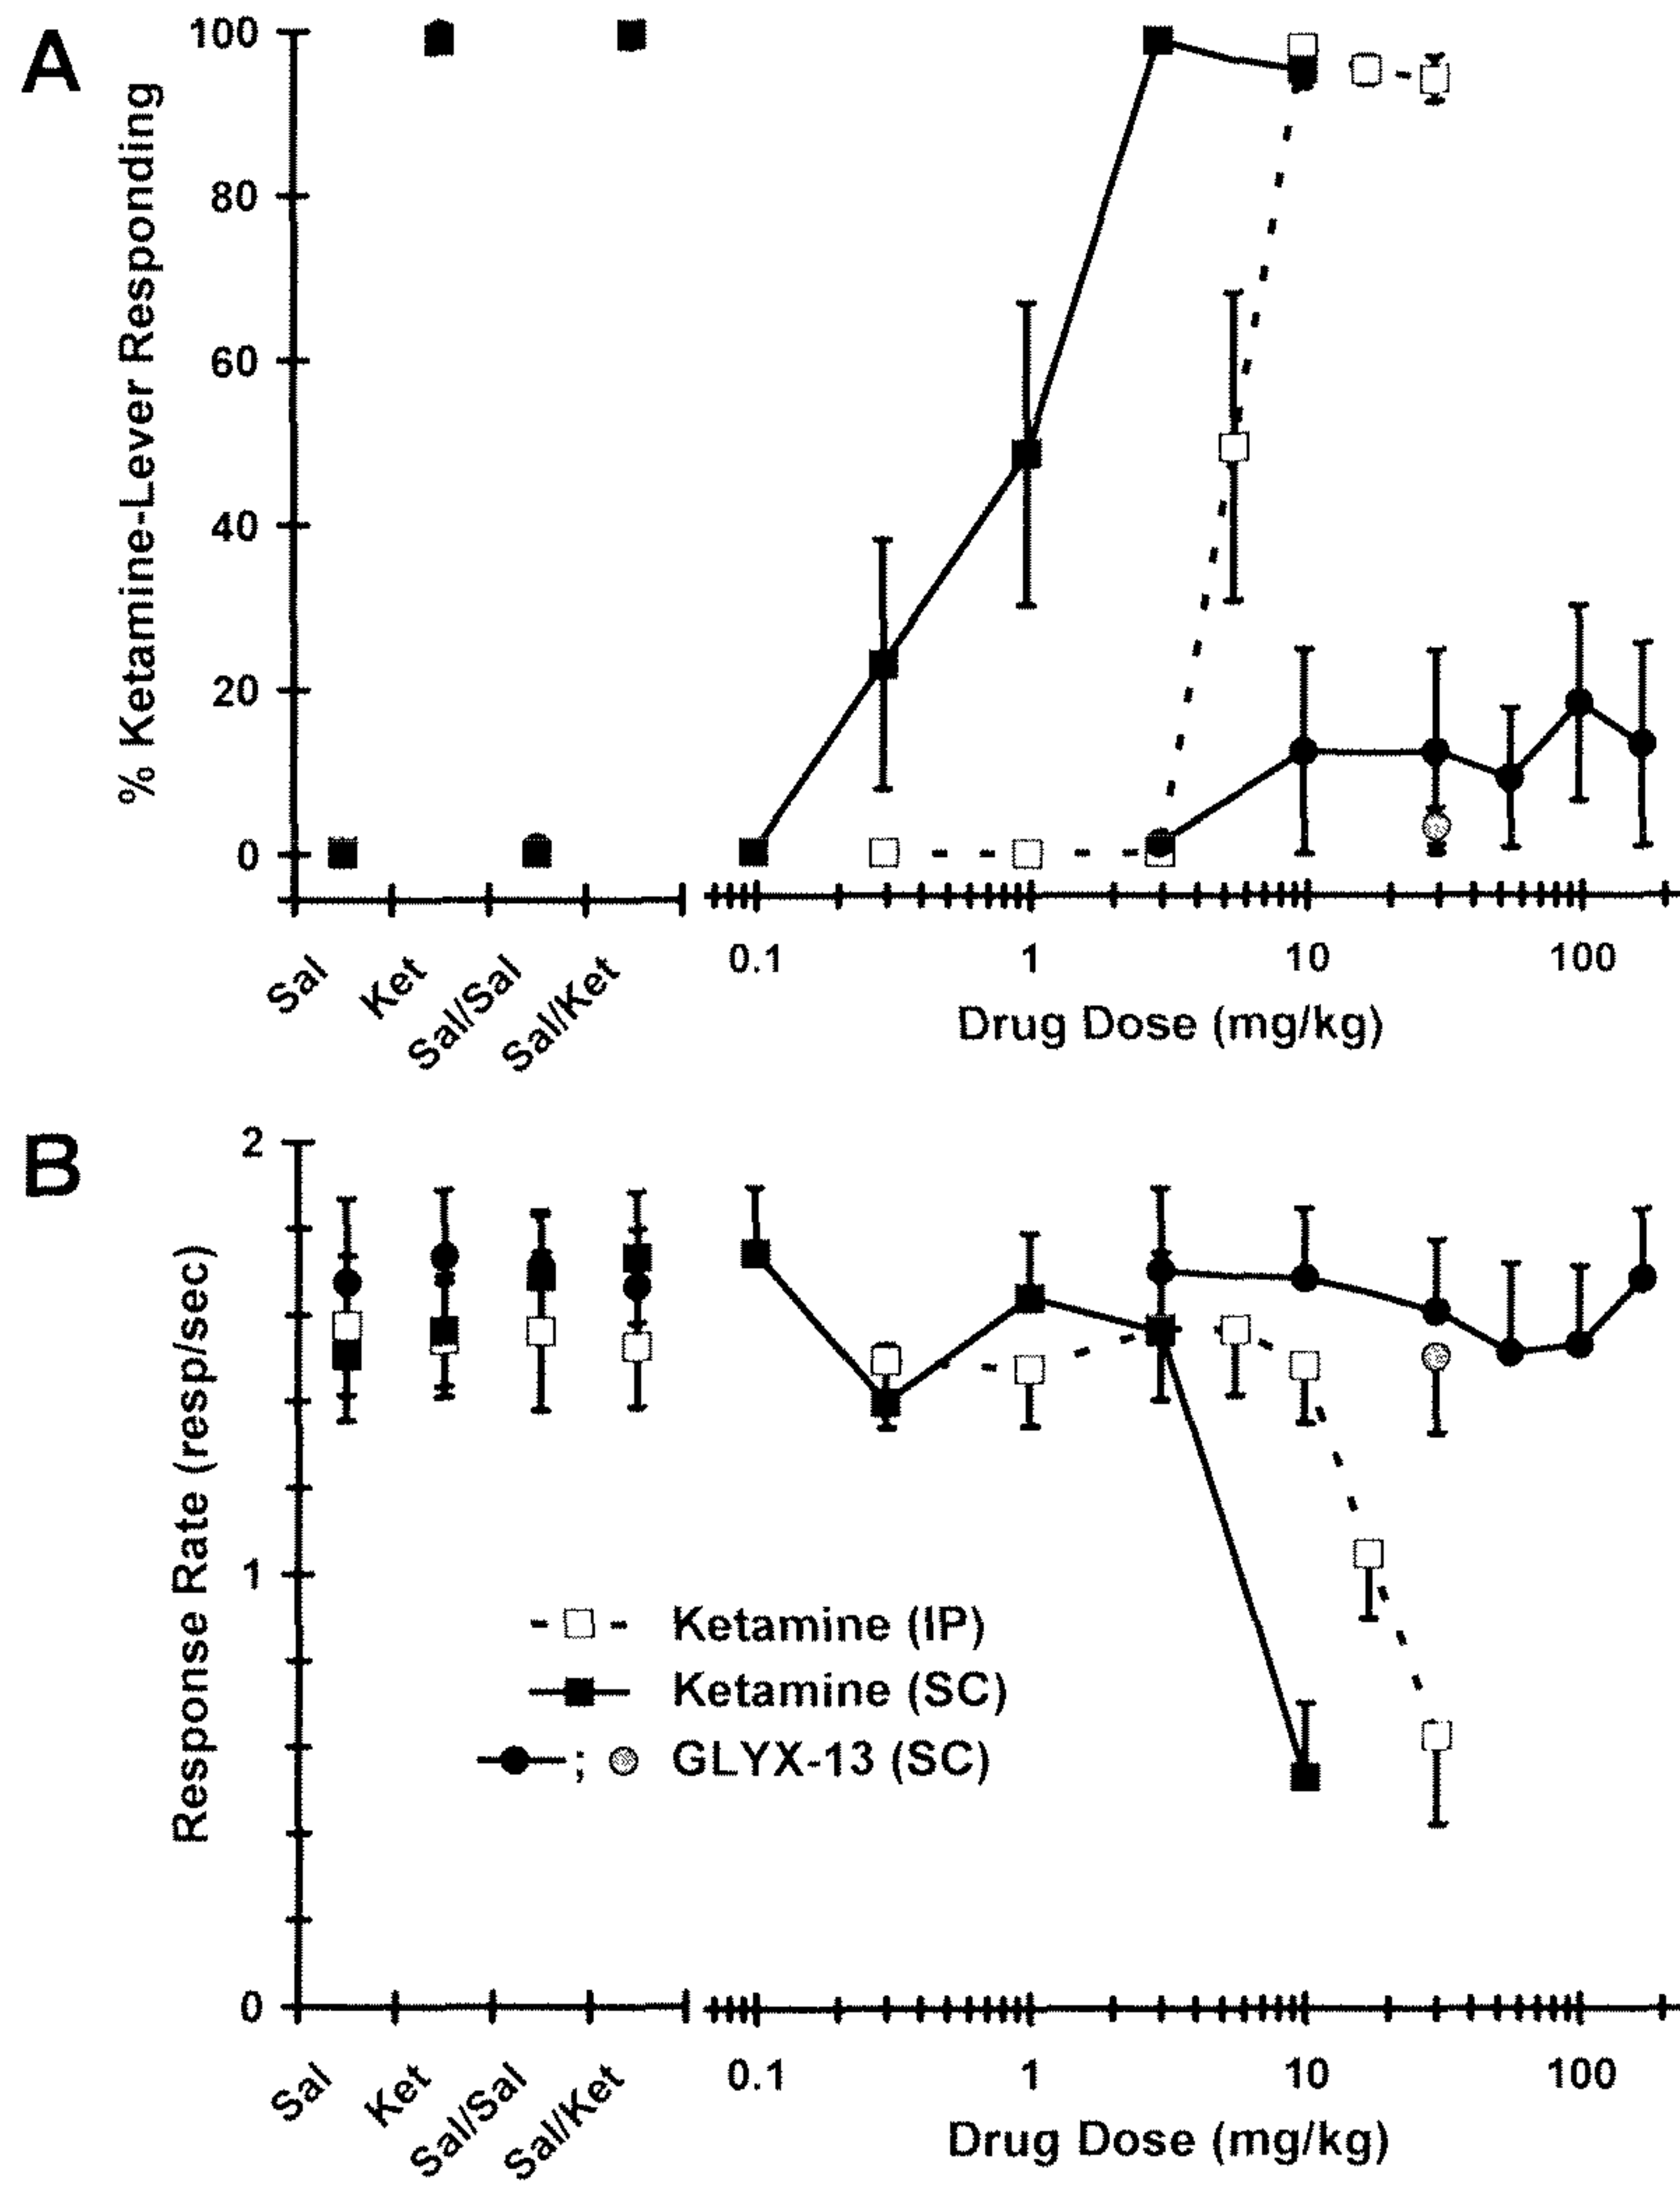 A
% Ketamine-Lever Responding
100
80
60
40
20
0
Sal
Ket
Sal/Sal
Sal/Ket
0.1
1
10
100
Drug Dose (mg/kg)
B
Response Rate (resp/sec)
2
1
0
Ketamine (IP)
Ketamine (SC)
; GLYX-13 (SC)
Sal
Ket
Sal/Sal
Sal/Ket
0.1
1
10
100
Drug Dose (mg/kg)